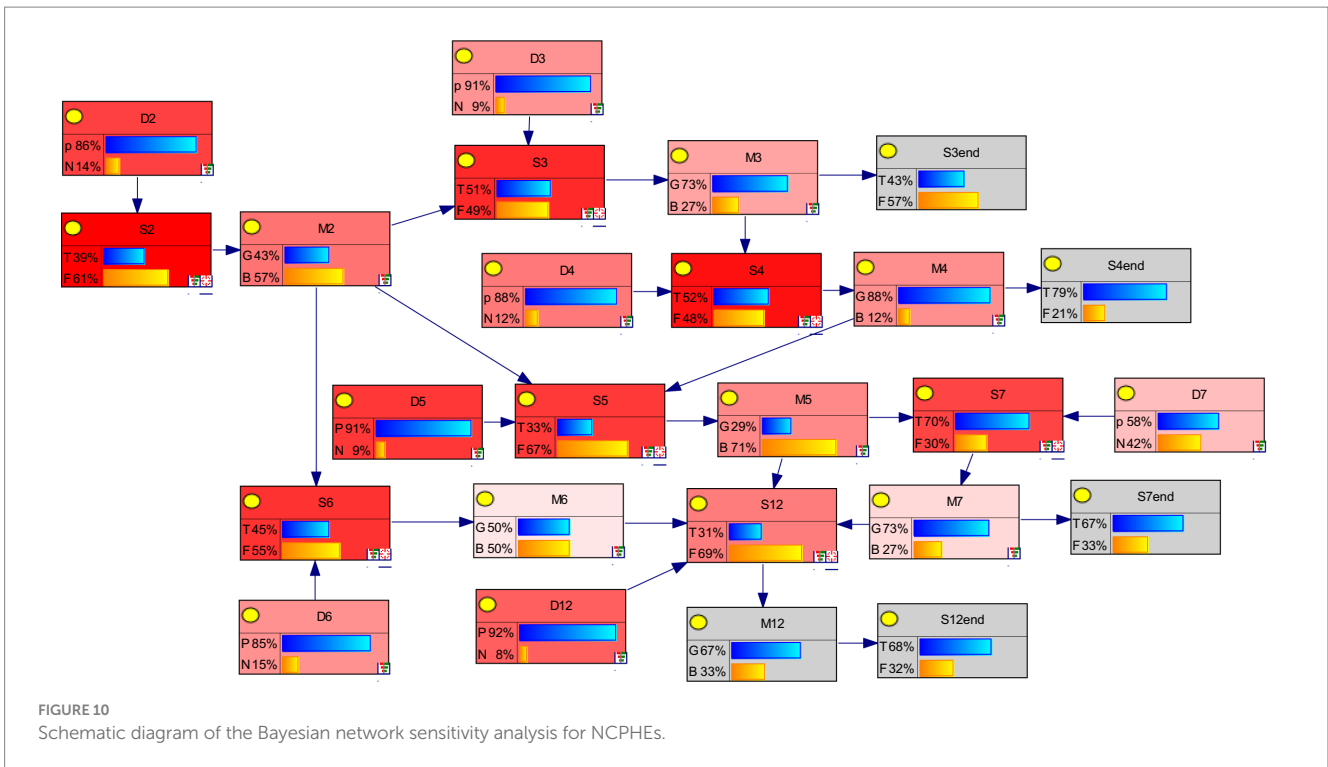 D3
p 91%
N 9%
D2
p 86%
N 14%
S3
T 51%
F 49%
M3
G 73%
B 27%
S3end
T 43%
F 57%
S2
T 39%
F 61%
M2
G 43%
B 57%
D4
p 88%
N 12%
S4
T 52%
F 48%
M4
G 88%
B 12%
S4end
T 79%
F 21%
D5
P 91%
N 9%
S5
T 33%
F 67%
M5
G 29%
B 71%
S7
T 70%
F 30%
D7
p 58%
N 42%
S6
T 45%
F 55%
M6
G 50%
B 50%
S12
T 31%
F 69%
M7
G 73%
B 27%
S7end
T 67%
F 33%
D6
P 85%
N 15%
D12
P 92%
N 8%
M12
G 67%
B 33%
S12end
T 68%
F 32%
FIGURE 10
Schematic diagram of the Bayesian network sensitivity analysis for NCPHEs.